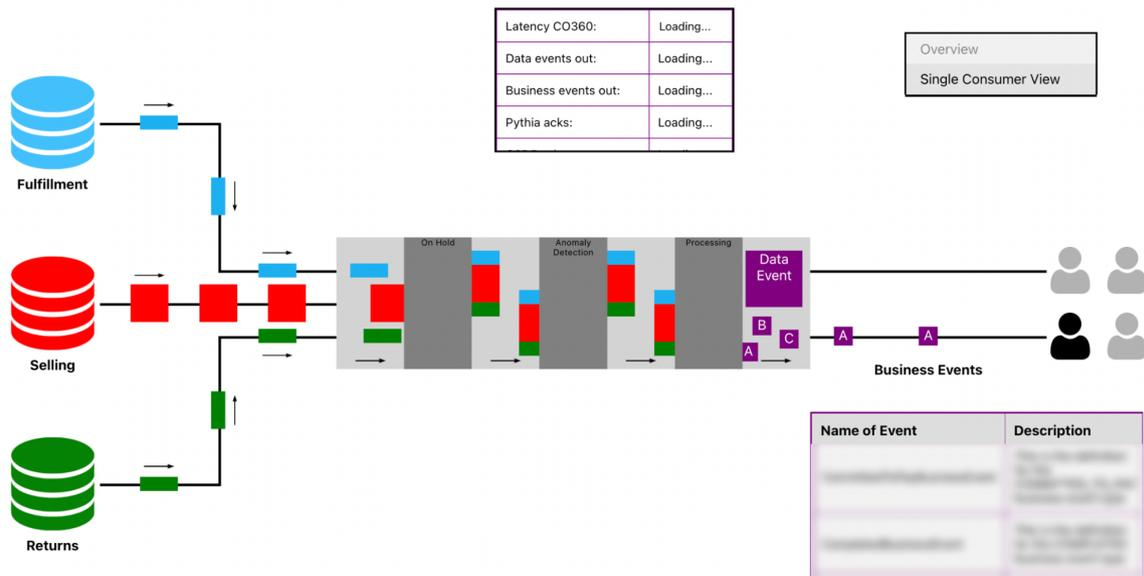 Latency CO360: Loading...
Data events out: Loading...
Business events out: Loading...
Pythia acks: Loading...
Overview
Single Consumer View
Fulfillment
Selling
Returns
On Hold
Anomaly
Detection
Processing
Data
Event
B
C
A
A
A
Business Events
Name of Event Description